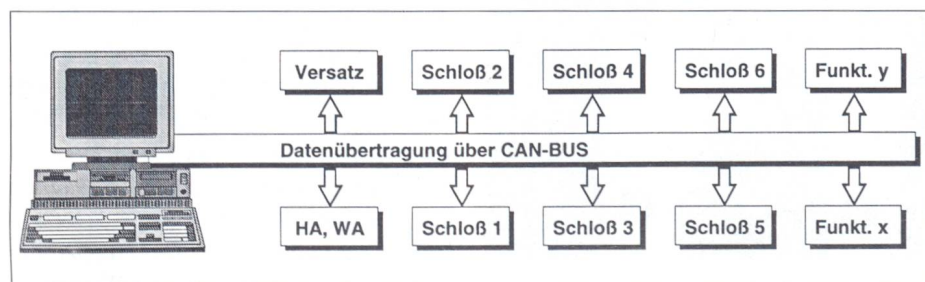 Versatz
Schloß 2
Schloß 4
Schloß 6
Funkt. y
Datenübertragung über CAN-BUS
HA, WA
Schloß 1
Schloß 3
Schloß 5
Funkt. x